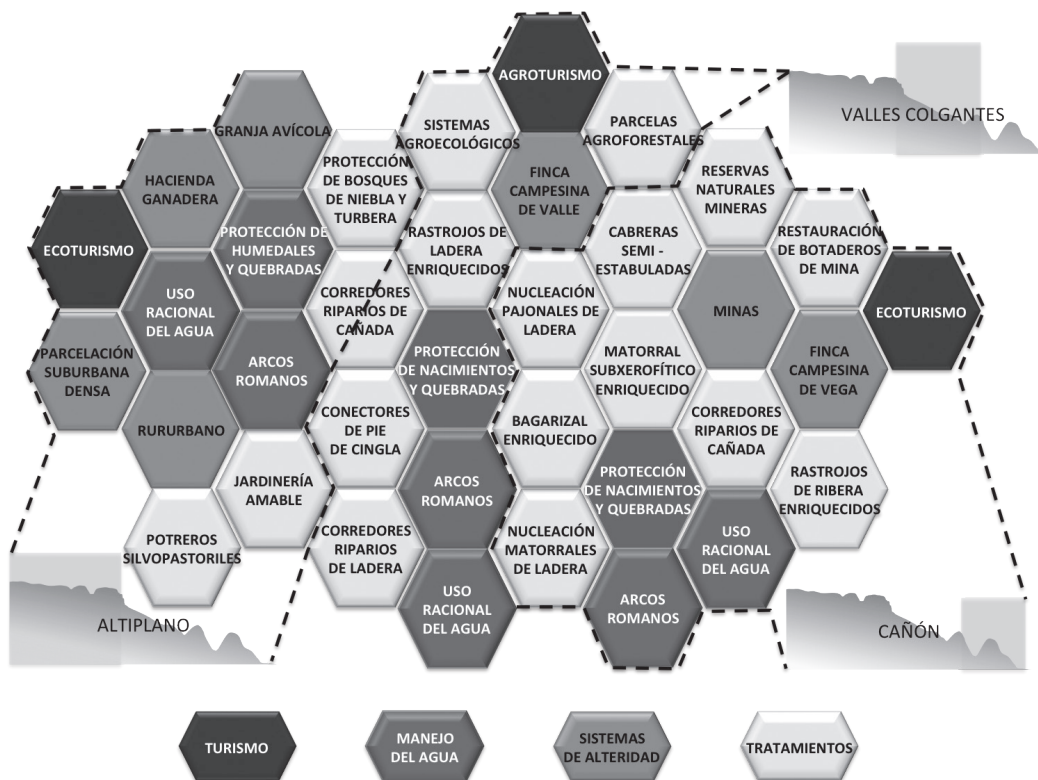 AGROTURISMO
VALLES COLGANTES
GRANJA AVÍCOLA
SISTEMAS
AGROECOLÓGICOS
PARCELAS
AGROFORESTALES
HACIENDA
GANADERA
PROTECCIÓN
DE BOSQUES
DE NIEBLA Y
TURBERA
FINCA
CAMPESINA
DE VALLE
RESERVAS
NATURALES
MINERAS
ECOTURISMO
PROTECCIÓN DE
HUMEDALES
Y QUEBRADAS
RASTROJOS DE
LADERA
ENRIQUECIDOS
CABRERAS
SEMI -
ESTABULADAS
RESTAURACIÓN
DE BOTADEROS
DE MINA
USO
RACIONAL
DEL AGUA
CORREDORES
RIPARIOS DE
CAÑADA
NUCLEACIÓN
PAJONALES DE
LADERA
MINAS
ECOTURISMO
PARCELACIÓN
SUBURBANA
DENSA
ARCOS
ROMANOS
PROTECCIÓN
DE NACIMIENTOS
Y QUEBRADAS
MATORRAL
SUBXEROFÍTICO
ENRIQUECIDO
FINCA
CAMPESINA
DE VEGA
RURURBANO
CONECTORES
DE PIE
DE CINGLA
BAGARIZAL
ENRIQUECIDO
CORREDORES
RIPARIOS DE
CAÑADA
JARDINERÍA
AMABLE
ARCOS
ROMANOS
PROTECCIÓN
DE NACIMIENTOS
Y QUEBRADAS
RASTROJOS
DE RIBERA
ENRIQUECIDOS
POTREROS
SILVOPASTORILES
CORREDORES
RIPARIOS
DE LADERA
NUCLEACIÓN
MATORRALES
DE LADERA
USO
RACIONAL
DEL AGUA
USO
RACIONAL
DEL AGUA
ARCOS
ROMANOS
ALTIPLANO
CAÑÓN
TURISMO
MANEJO
DEL AGUA
SISTEMAS
DE ALTERIDAD
TRATAMIENTOS